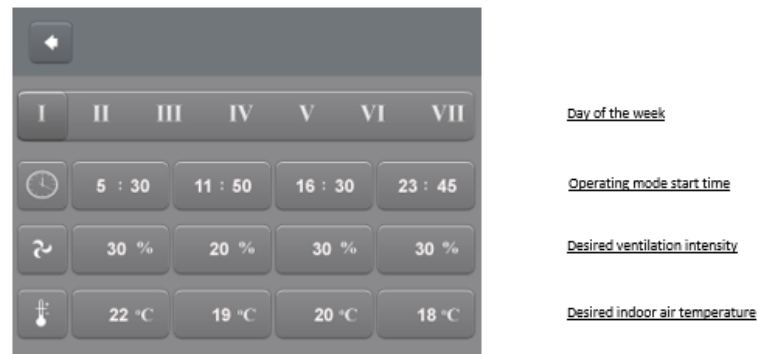 I II III IV V VI VII
Day of the week
5 : 30 11 : 50 16 : 30 23 : 45
Operating mode start time
30 % 20 % 30 % 30 %
Desired ventilation intensity
22 °C 19 °C 20 °C 18 °C
Desired indoor air temperature